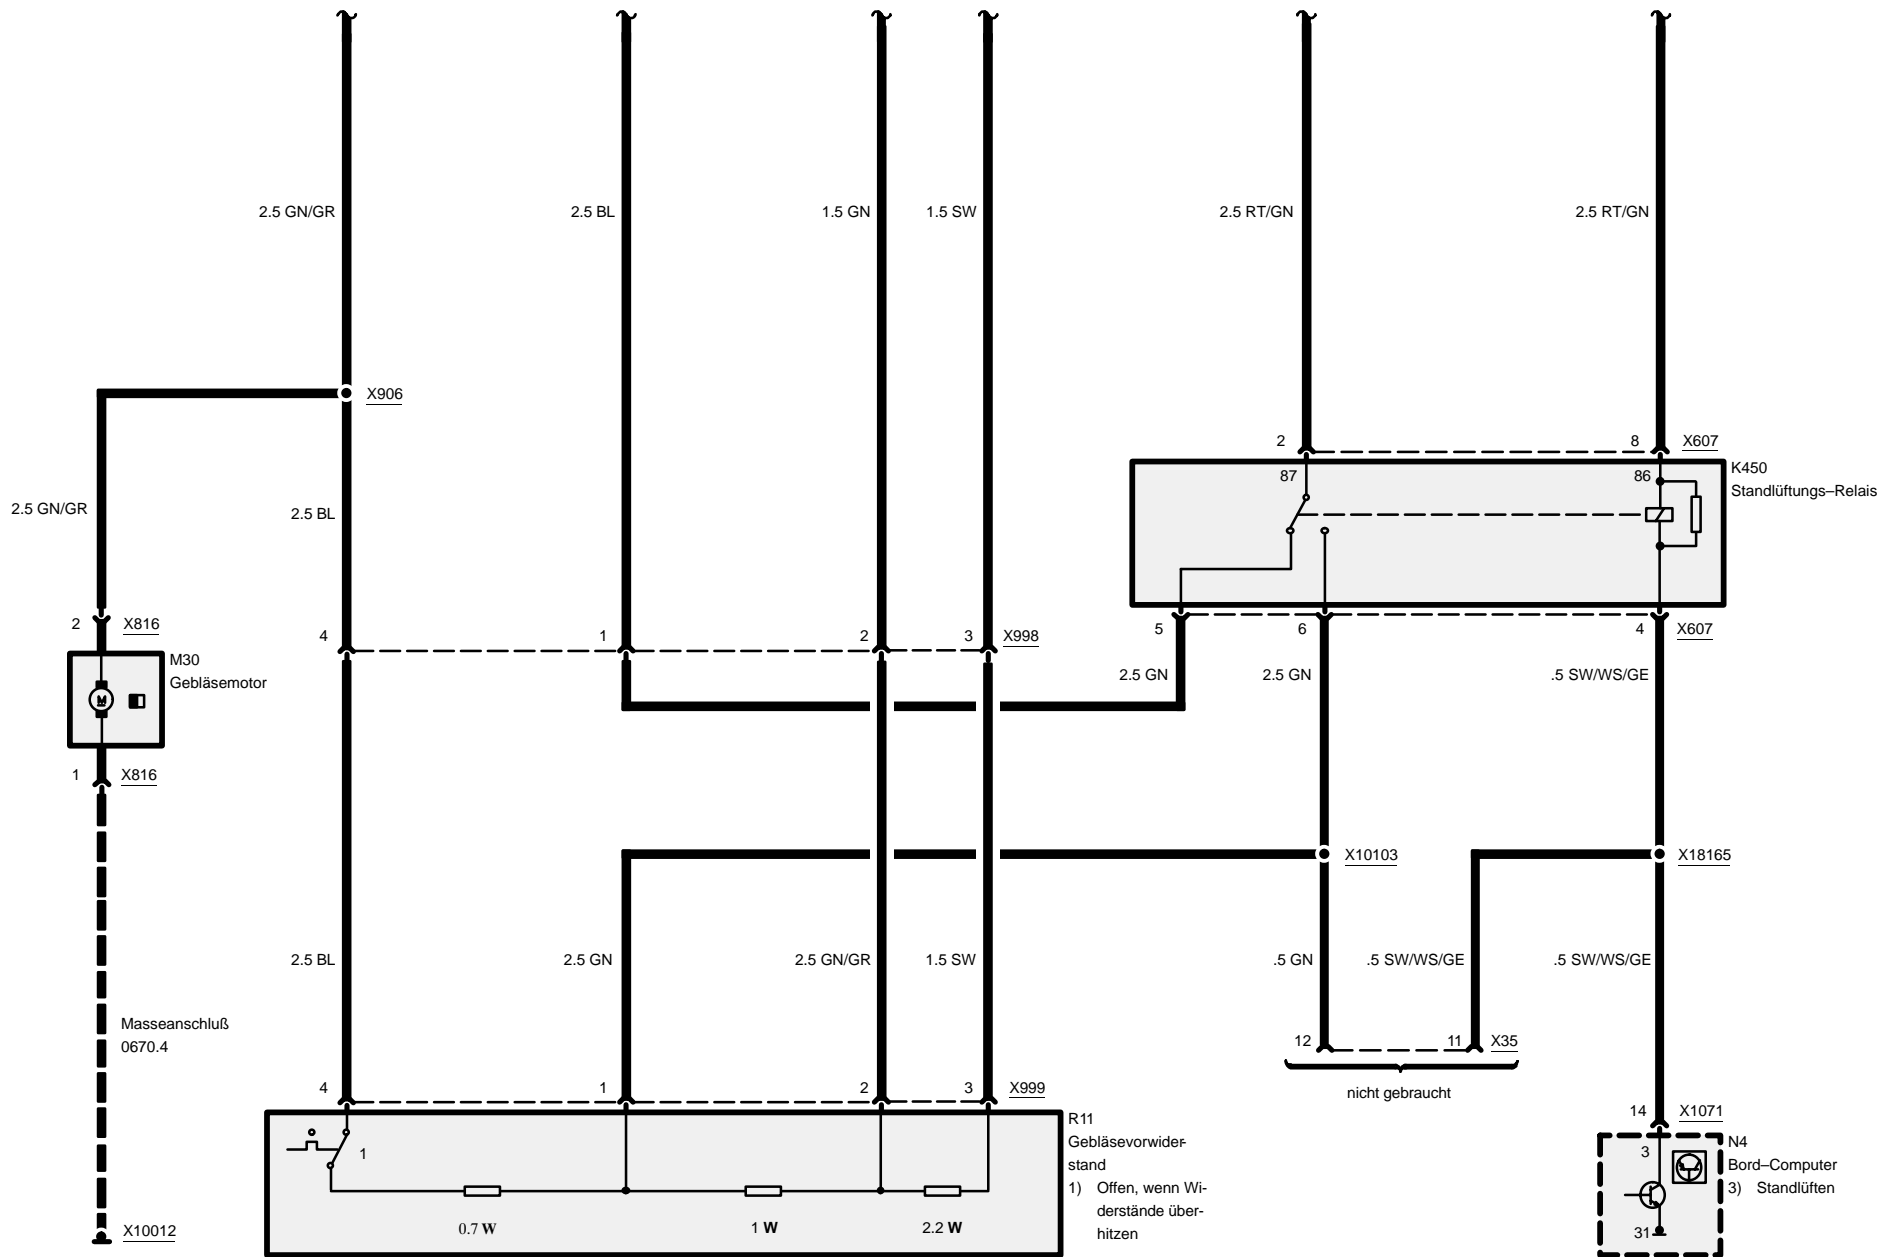 2.5 GN/GR
2.5 BL
1.5 GN
1.5 SW
2.5 RT/GN
2.5 RT/GN
X906
2
8
X607
87
86
K450
Standlüftungs–Relais
2.5 GN/GR
2.5 BL
2
X816
4
1
2
3
X998
5
6
4
X607
M30
Gebläsemotor
M
2.5 GN
2.5 GN
.5 SW/WS/GE
1
X816
X10103
X18165
2.5 BL
2.5 GN
2.5 GN/GR
1.5 SW
.5 GN
.5 SW/WS/GE
.5 SW/WS/GE
Masseanschluß
0670.4
12
11
X35
nicht gebraucht
4
1
2
3
X999
14
X1071
R11
Gebläsevorwider-
stand
1) Offen, wenn Wi-
derstände über-
hitzen
1
0.7 W
1 W
2.2 W
3
31
N4
Bord–Computer
3) Standlüften
X10012